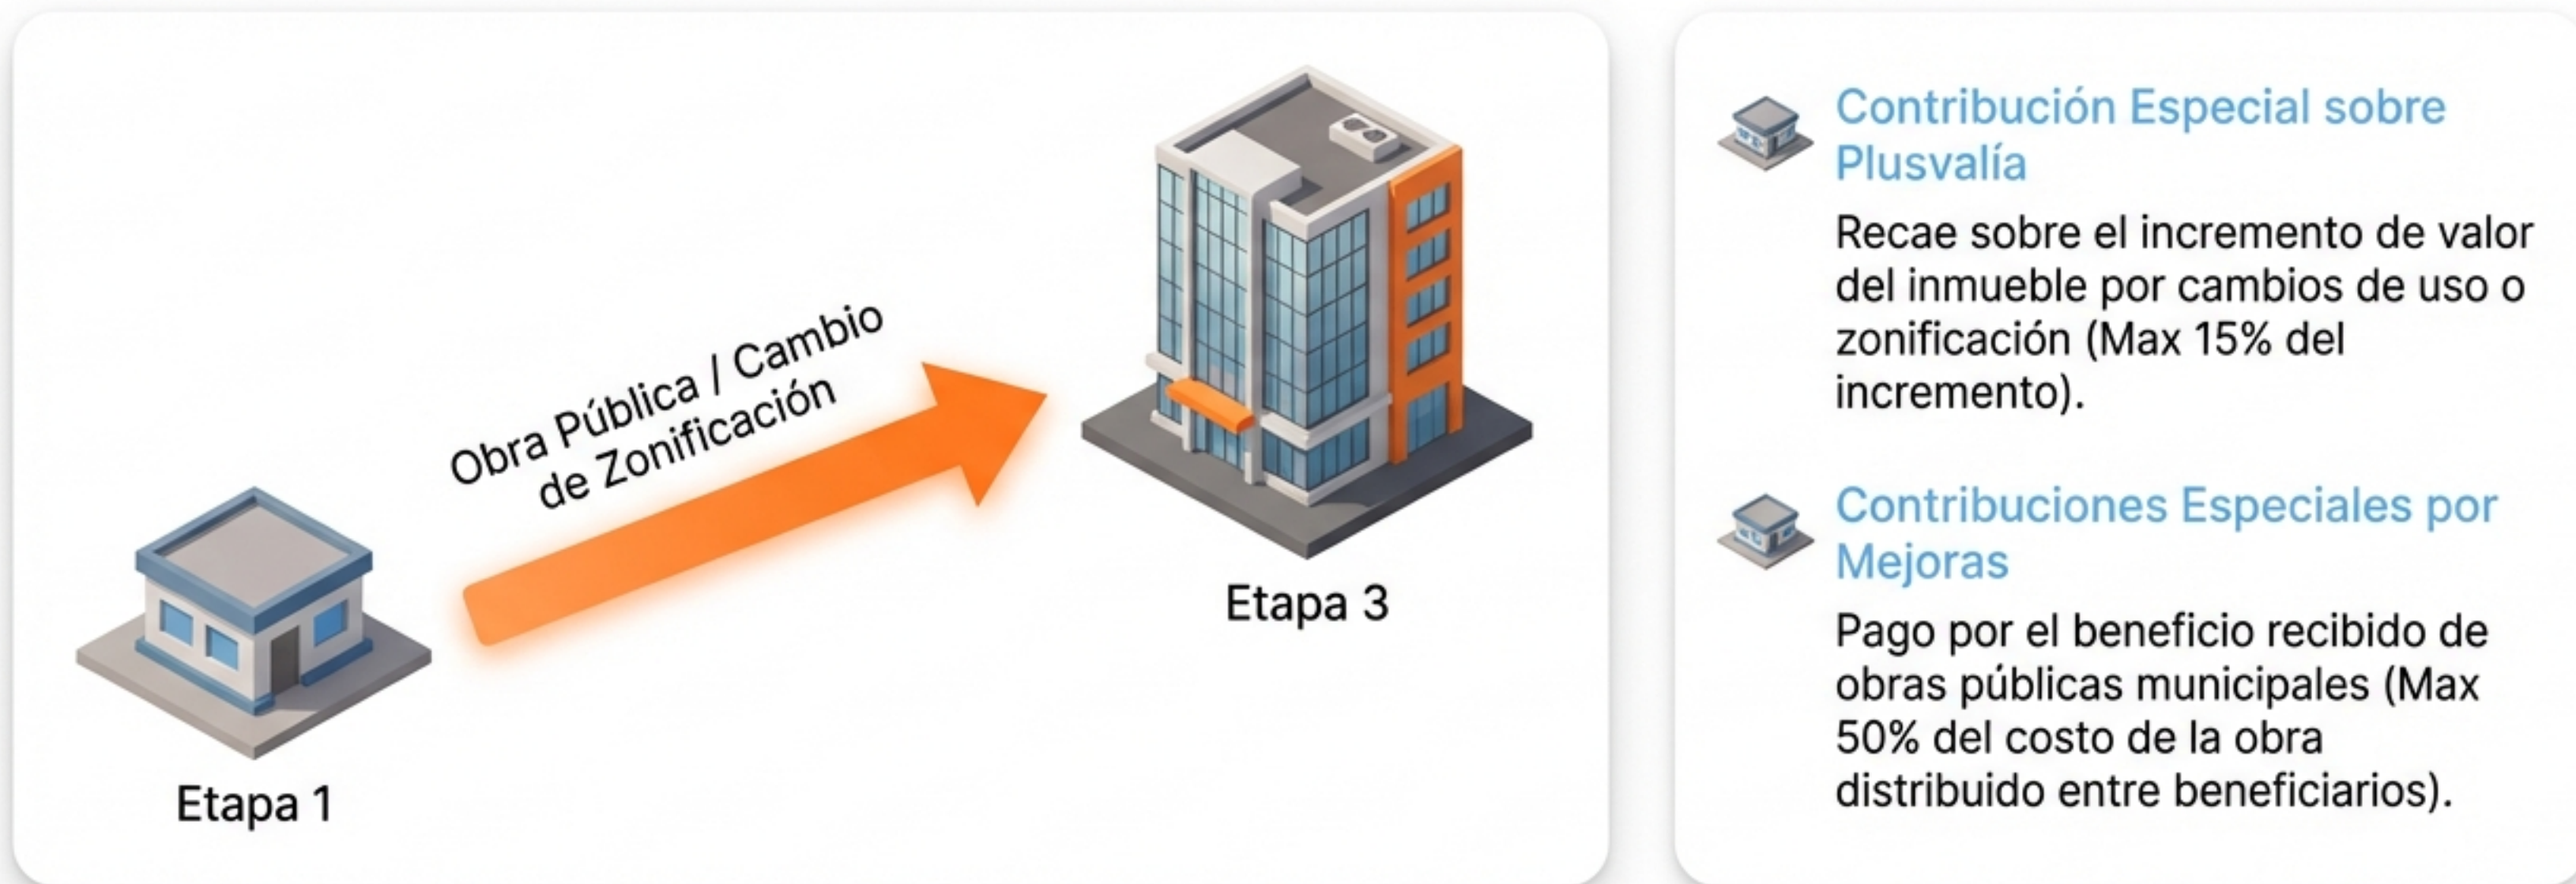 Obra Pública / Cambio
de Zonificación
Etapa 1
Etapa 3
Contribución Especial sobre
Plusvalía
Recae sobre el incremento de valor
del inmueble por cambios de uso o
zonificación (Max 15% del
incremento).
Contribuciones Especiales por
Mejoras
Pago por el beneficio recibido de
obras públicas municipales (Max
50% del costo de la obra
distribuido entre beneficiarios).